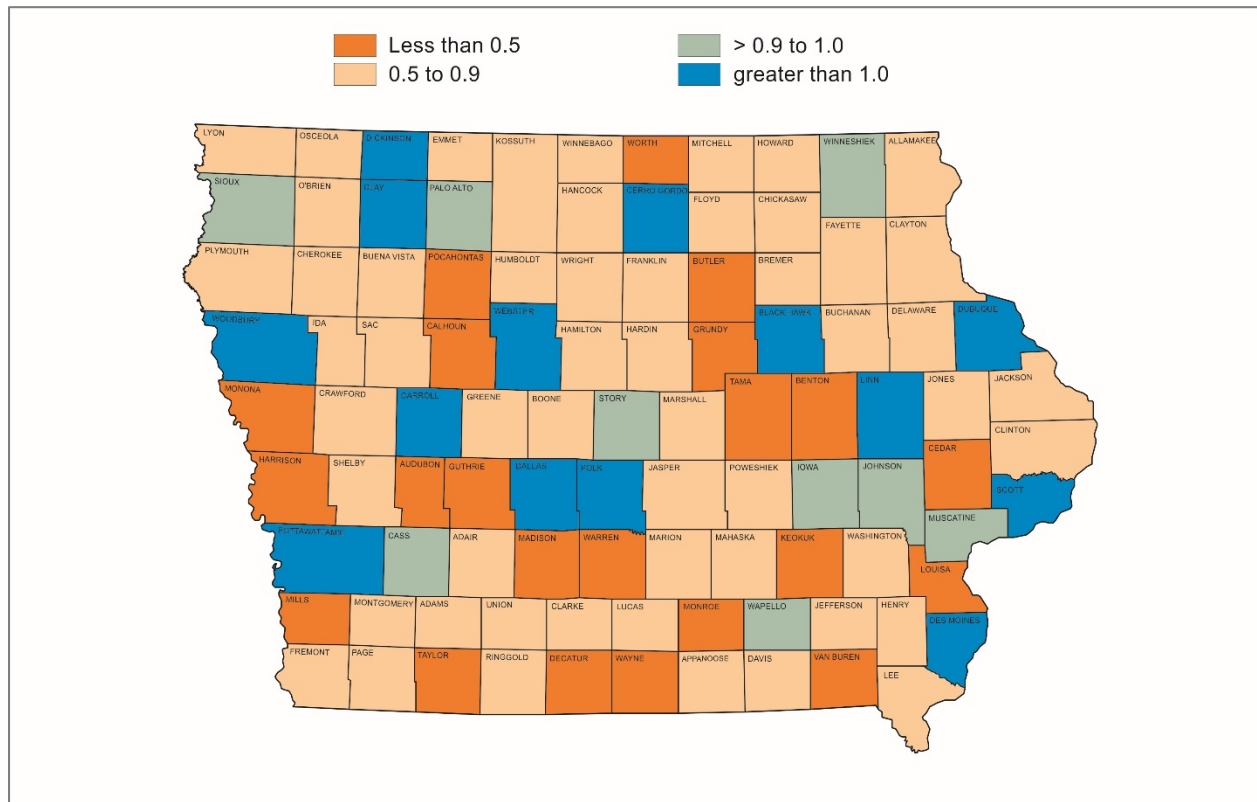 Less than 0.5
> 0.9 to 1.0
0.5 to 0.9
greater than 1.0
LYON
OSCEOLA
DICKINSON
EMMET
KOSSUTH
WINNEBAGO
WORTH
MITCHELL
HOWARD
WINNESHIEK
ALLAMAKEE
SIOUX
O'BRIEN
CLAY
PALO ALTO
HANCOCK
CERRO GORDO
FLOYD
CHICKASAW
FAYETTE
CLAYTON
PLYMOUTH
CHEROKEE
BUENA VISTA
POCAHONTAS
HUMBOLDT
WRIGHT
FRANKLIN
BUTLER
BREMER
WOODBURY
IDA
SAC
CALHOUN
WEBSTER
HAMILTON
HARDIN
GRUNDY
BLACK HAWK
BUCHANAN
DELAWARE
DUBUQUE
MONONA
CRAWFORD
CARROLL
GREENE
BOONE
STORY
MARSHALL
TAMA
BENTON
LINN
JONES
JACKSON
CLINTON
HARRISON
SHELBY
AUDUBON
GUTHRIE
DALLAS
POLK
JASPER
POWESHIEK
IOWA
JOHNSON
CEDAR
SCOTT
MUSCATINE
POTTAWATTAMIE
CASS
ADAIR
MADISON
WARREN
MARION
MAHASKA
KEOKUK
WASHINGTON
LOUISA
MILLS
MONTGOMERY
ADAMS
UNION
CLARKE
LUCAS
MONROE
WAPELLO
JEFFERSON
HENRY
DES MOINES
FREMONT
PAGE
TAYLOR
RINGGOLD
DECATUR
WAYNE
APPANOOSE
DAVIS
VAN BUREN
LEE